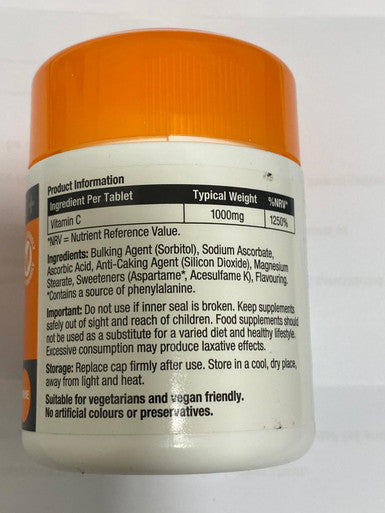 Product Information
Ingredient Per Tablet Typical Weight %NRV*
Vitamin C 1000mg 1250%
*NRV = Nutrient Reference Value.
Ingredients: Bulking Agent (Sorbitol), Sodium Ascorbate,
Ascorbic Acid, Anti-Caking Agent (Silicon Dioxide), Magnesium
Stearate, Sweeteners (Aspartame*, Acesulfame K), Flavouring.
*Contains a source of phenylalanine.
Important: Do not use if inner seal is broken. Keep supplements
safely out of sight and reach of children. Food supplements should
not be used as a substitute for a varied diet and healthy lifestyle.
Excessive consumption may produce laxative effects.
Storage: Replace cap firmly after use. Store in a cool, dry place,
away from light and heat.
Suitable for vegetarians and vegan friendly.
No artificial colours or preservatives.